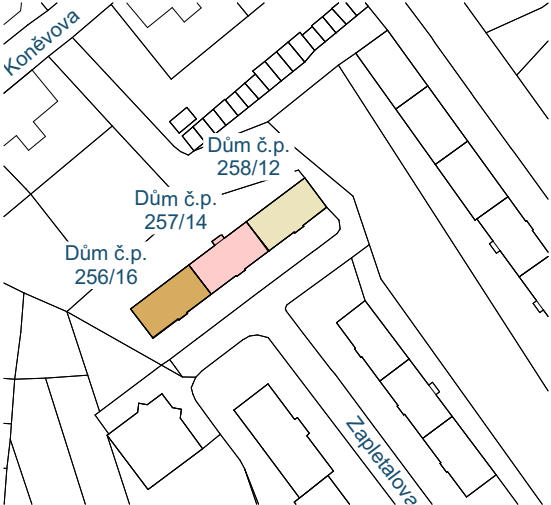 Koněvova
Dům č.p.
258/12
Dům č.p.
257/14
Dům č.p.
256/16
Zapletalova